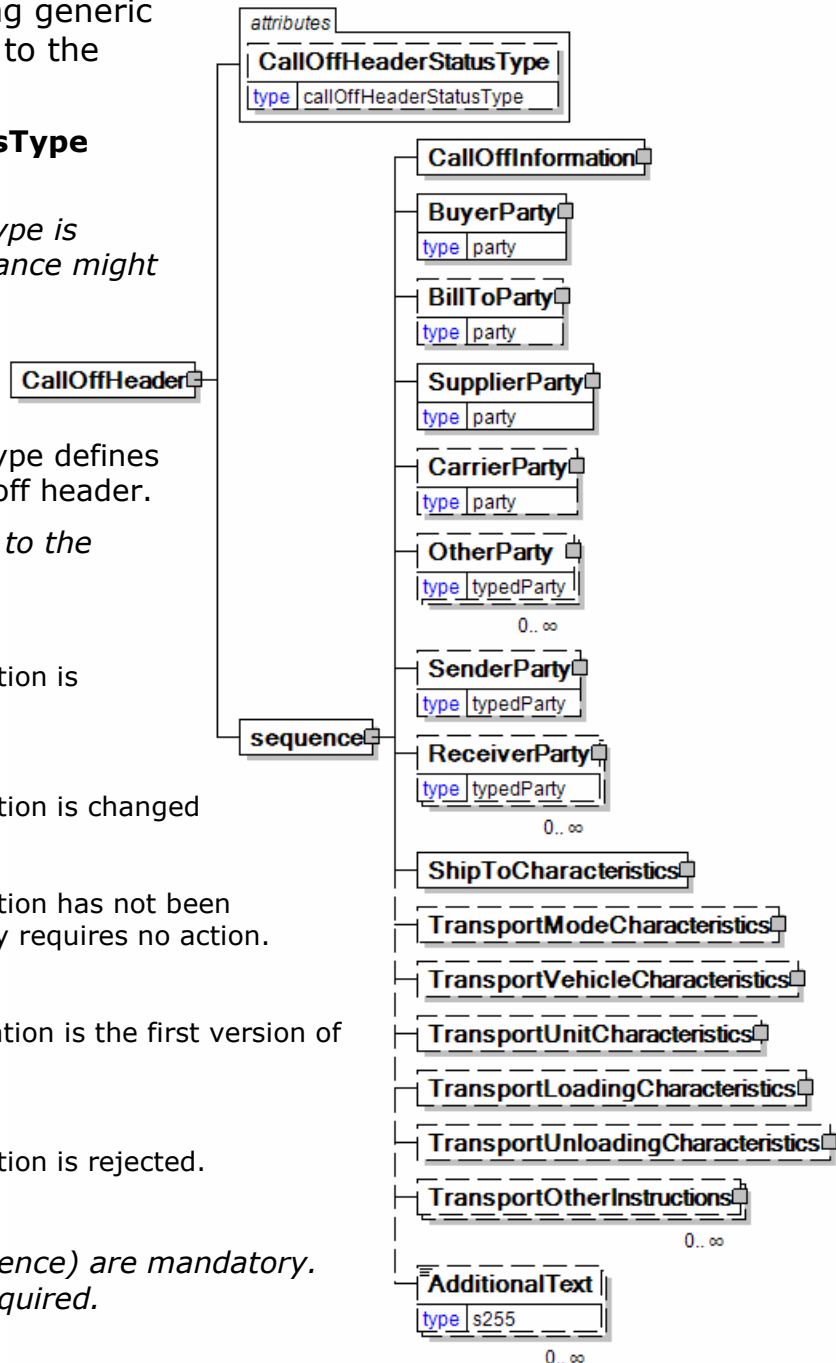 ng generic
to the
sType
ype is
ance might
ype defines
off header.
to the
tion is
tion is changed
tion has not been
y requires no action.
ation is the first version of
tion is rejected.
ence) are mandatory.
quired.
attributes
CallOffHeaderStatusType
type callOffHeaderStatusType
CallOffHeader
sequence
CallOffInformation
BuyerParty
type party
BillToParty
type party
SupplierParty
type party
CarrierParty
type party
OtherParty
type typedParty
0.. ∞
SenderParty
type typedParty
ReceiverParty
type typedParty
0.. ∞
ShipToCharacteristics
TransportModeCharacteristics
TransportVehicleCharacteristics
TransportUnitCharacteristics
TransportLoadingCharacteristics
TransportUnloadingCharacteristics
TransportOtherInstructions
0.. ∞
AdditionalText
type s255
0.. ∞